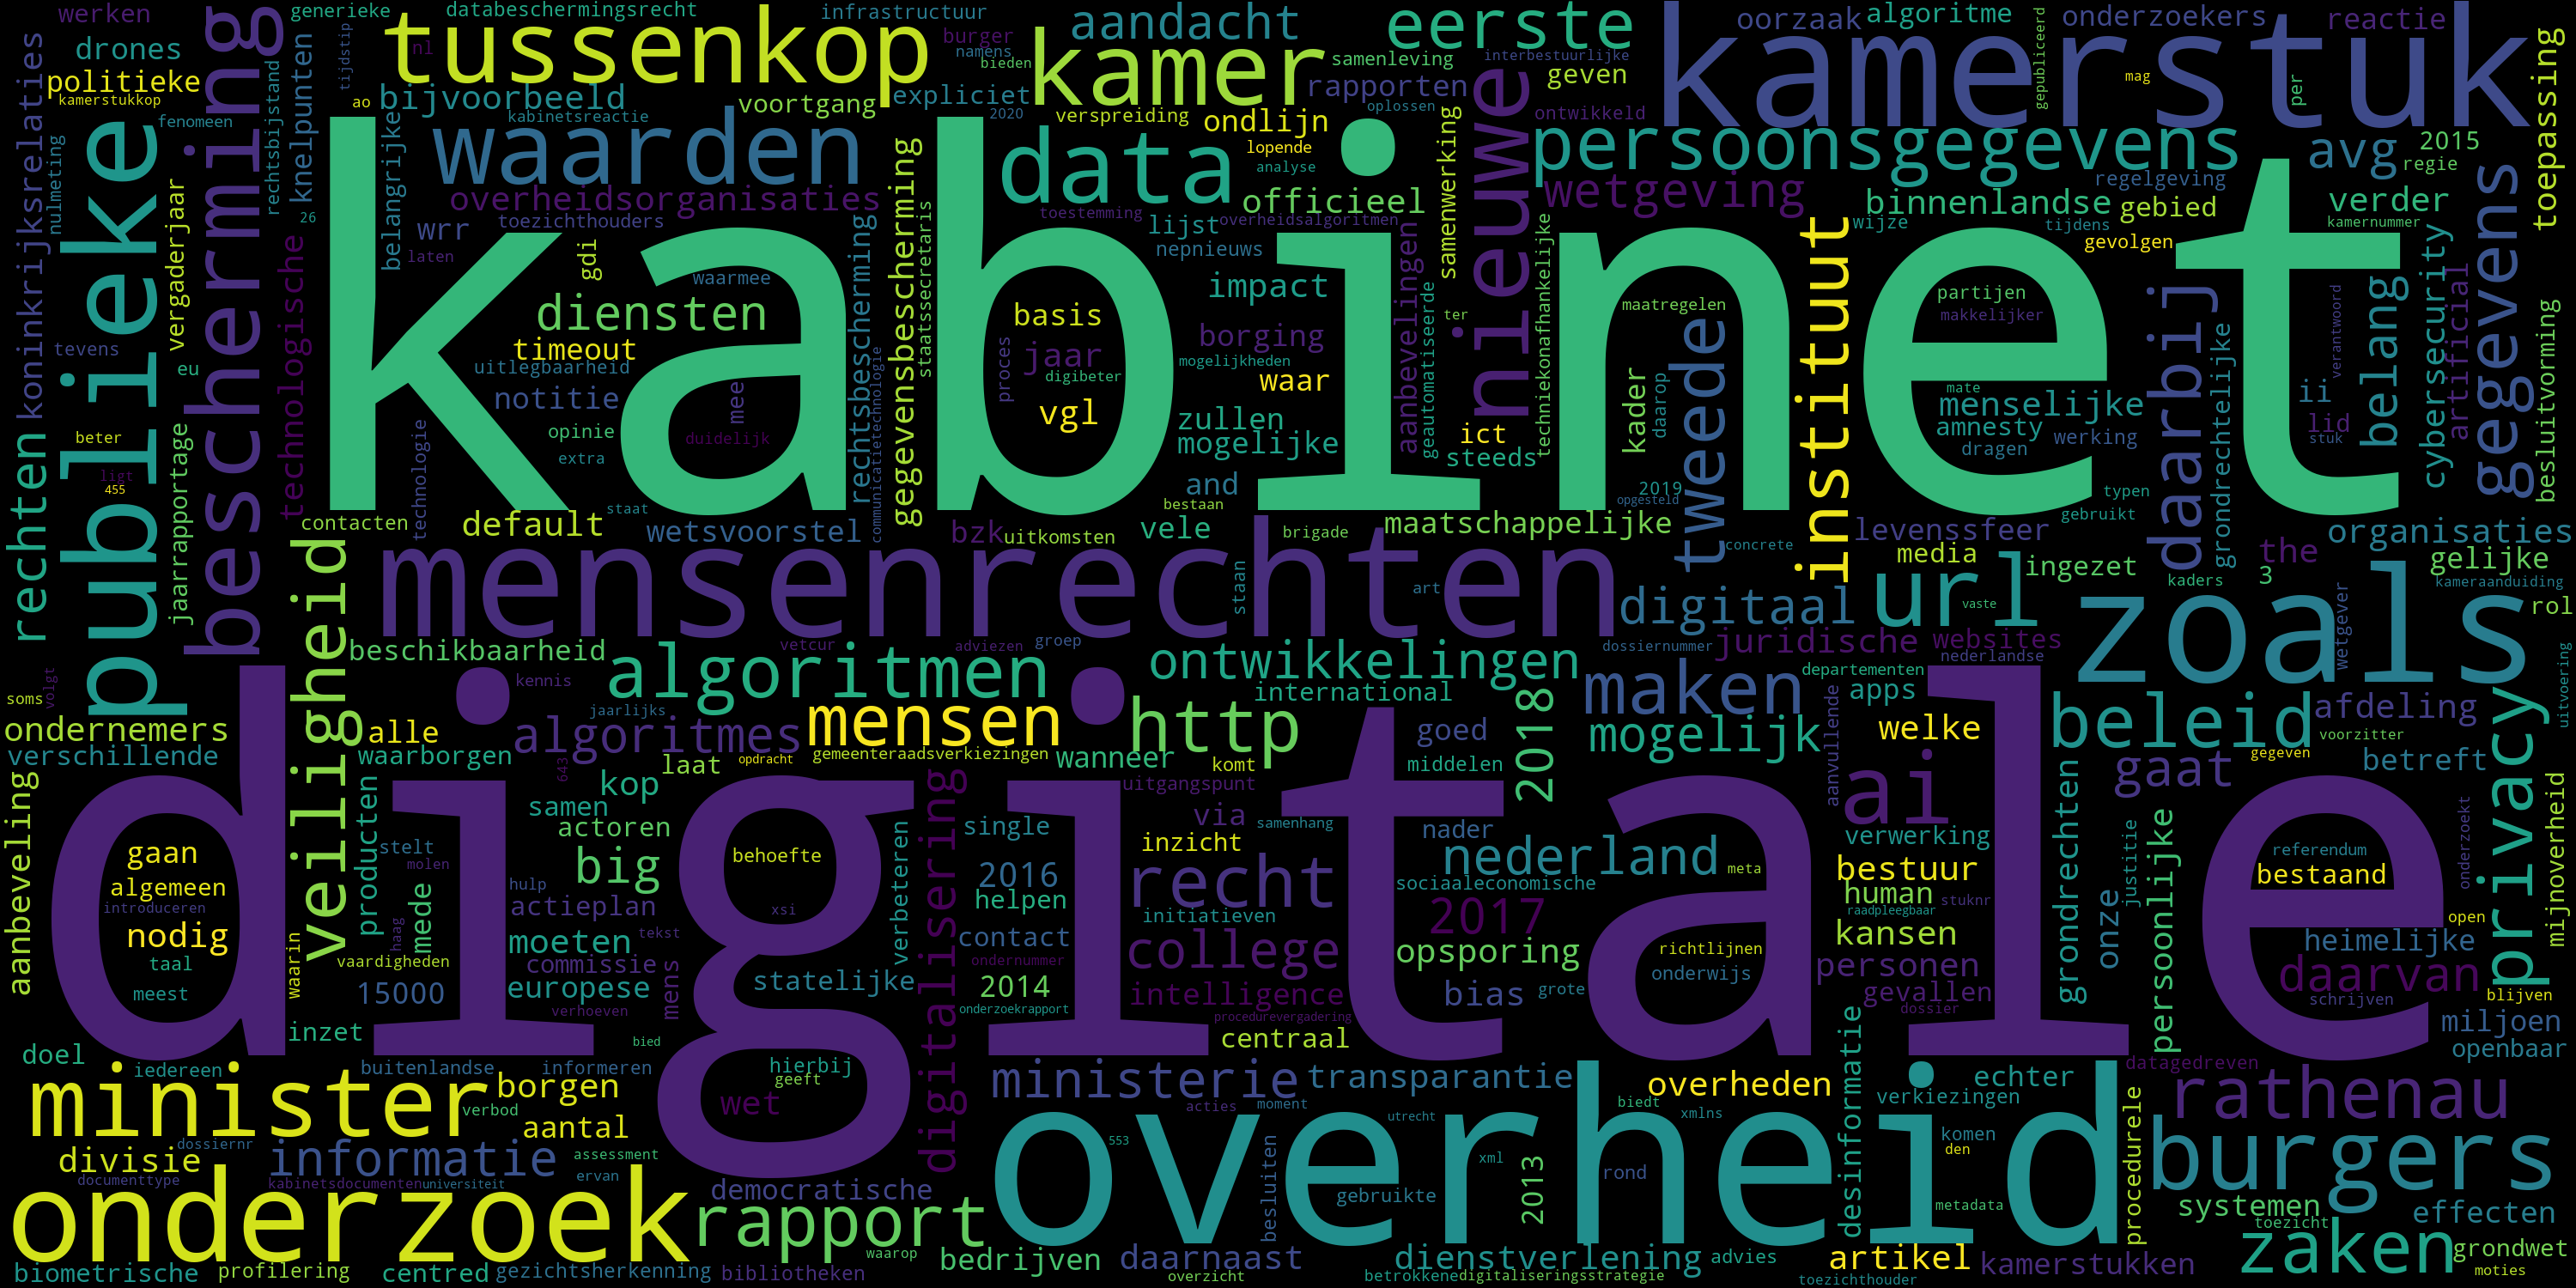 werken
generieke
databeschermingsrecht
infrastructuur
aandacht
eerste
oorzaak
algoritme
onderzoekers
reactie
drones
tussenkop
nl
burger
namens
bieden
kamer
samenleving
interbestuurlijke
kamerstuk
mag
per
gepubliceerd
politieke
kamerstukkop
tijdstip
ao
bijvoorbeeld
voortgang
expliciet
2020
rapporten
oplossen
geven
toepassing
koninkrijksrelaties
fenomeen
nulmeting
publieke
bescherming
rechtsbijstand
knelpunten
kabinetsreactie
waarden
verspreiding
ondlijn
lopende
analyse
data
samenwerking
nieuwe
ontwikkeld
persoonsgegevens
avg
2015
regie
regelgeving
vergaderjaar
belangrijke
overheidsorganisaties
toezichthouders
gegevensbescherming
officieel
toestemming
overheidsalgoritmen
wetgeving
binnenlandse
gebied
verder
kamernummer
gegevens
26
wrr
laten
gdi
waarmee
lijst
nepnieuws
wijze
tijdens
gevolgen
kabinet
technologische
tevens
eu
diensten
timeout
uitlegbaarheid
notitie
opinie
extra
mee
duidelijk
rechtsbescherming
staatssecretaris
communicatietechnologie
basis
jaar
proces
digibeter
vgl
impact
borging
mogelijkheden
waar
zullen
mogelijke
aanbevelingen
geautomatiseerde
ter
ict
steeds
techniekonafhankelijke
maatregelen
kader
daarop
tweede
instituut
partijen
makkelijker
mate
menselijke
amnesty
werking
dragen
daarbij
grondrechtelijke
ii
lid
stuk
verantwoord
belang
cybersecurity
artificial
besluitvorming
rechten
beter
ligt
455
jaarrapportage
technologie
contacten
default
staat
wetsvoorstel
bzk
uitkomsten
and
bestaan
vele
brigade
maatschappelijke
2019
opgesteld
concrete
levenssfeer
typen
gebruikt
organisaties
media
ingezet
the
3
gelijke
kaders
kameraanduiding
mensenrechten
staan
art
digitaal
url
vaste
zoals
wetgever
rol
veiligheid
beschikbaarheid
vetcur
adviezen
groep
dossiernummer
juridische
websites
nederlandse
soms
volgt
kennis
algoritmen
ontwikkelingen
international
maken
departementen
apps
uitvoering
ondernemers
alle
jaarlijks
algoritmes
mensen
http
goed
2018
mogelijk
aanvullende
welke
beleid
afdeling
voorzitter
privacy
verschillende
waarborgen
643
laat
opdracht
gemeenteraadsverkiezingen
wanneer
komt
middelen
ai
gaat
gegeven
betreft
aanbeveling
kop
uitgangspunt
digitale
gaan
algemeen
introduceren
nodig
taal
meest
producten
stelt
molen
samen
actoren
big
behoefte
digitalisering
verbeteren
single
via
samenhang
inzicht
nader
verwerking
grondrechten
persoonlijke
justitie
referendum
bestaand
onderzoekt
mijnoverheid
haag
waarin
mede
hulp
actieplan
xsi
2016
helpen
recht
nederland
meta
sociaaleconomische
bestuur
human
raadpleegbaar
stuknr
open
vaardigheden
moeten
tekst
contact
initiatieven
2017
kansen
onze
heimelijke
commissie
ondernummer
college
opsporing
richtlijnen
personen
daarvan
15000
europese
mens
statelijke
2014
intelligence
bias
grote
onderwijs
gevallen
schrijven
blijven
inzet
verhoeven
onderzoekrapport
procedurevergadering
dossier
miljoen
doel
bied
centraal
desinformatie
openbaar
iedereen
buitenlandse
informeren
hierbij
geeft
ministerie
transparantie
overheden
echter
datagedreven
minister
verbod
borgen
wet
acties
moment
utrecht
biedt
xmlns
verkiezingen
rathenau
aantal
dossiernr
553
komen
den
procedurele
divisie
documenttype
informatie
assessment
ervan
kabinetsdocumenten
universiteit
democratische
besluiten
xml
rond
overheid
gebruikte
2013
metadata
burgers
systemen
effecten
toezicht
onderzoek
rapport
waarop
bedrijven
daarnaast
dienstverlening
advies
artikel
kamerstukken
zaken
grondwet
biometrische
profilering
centred
gezichtsherkenning
bibliotheken
overzicht
betrokkene
digitaliseringsstrategie
toezichthouder
moties